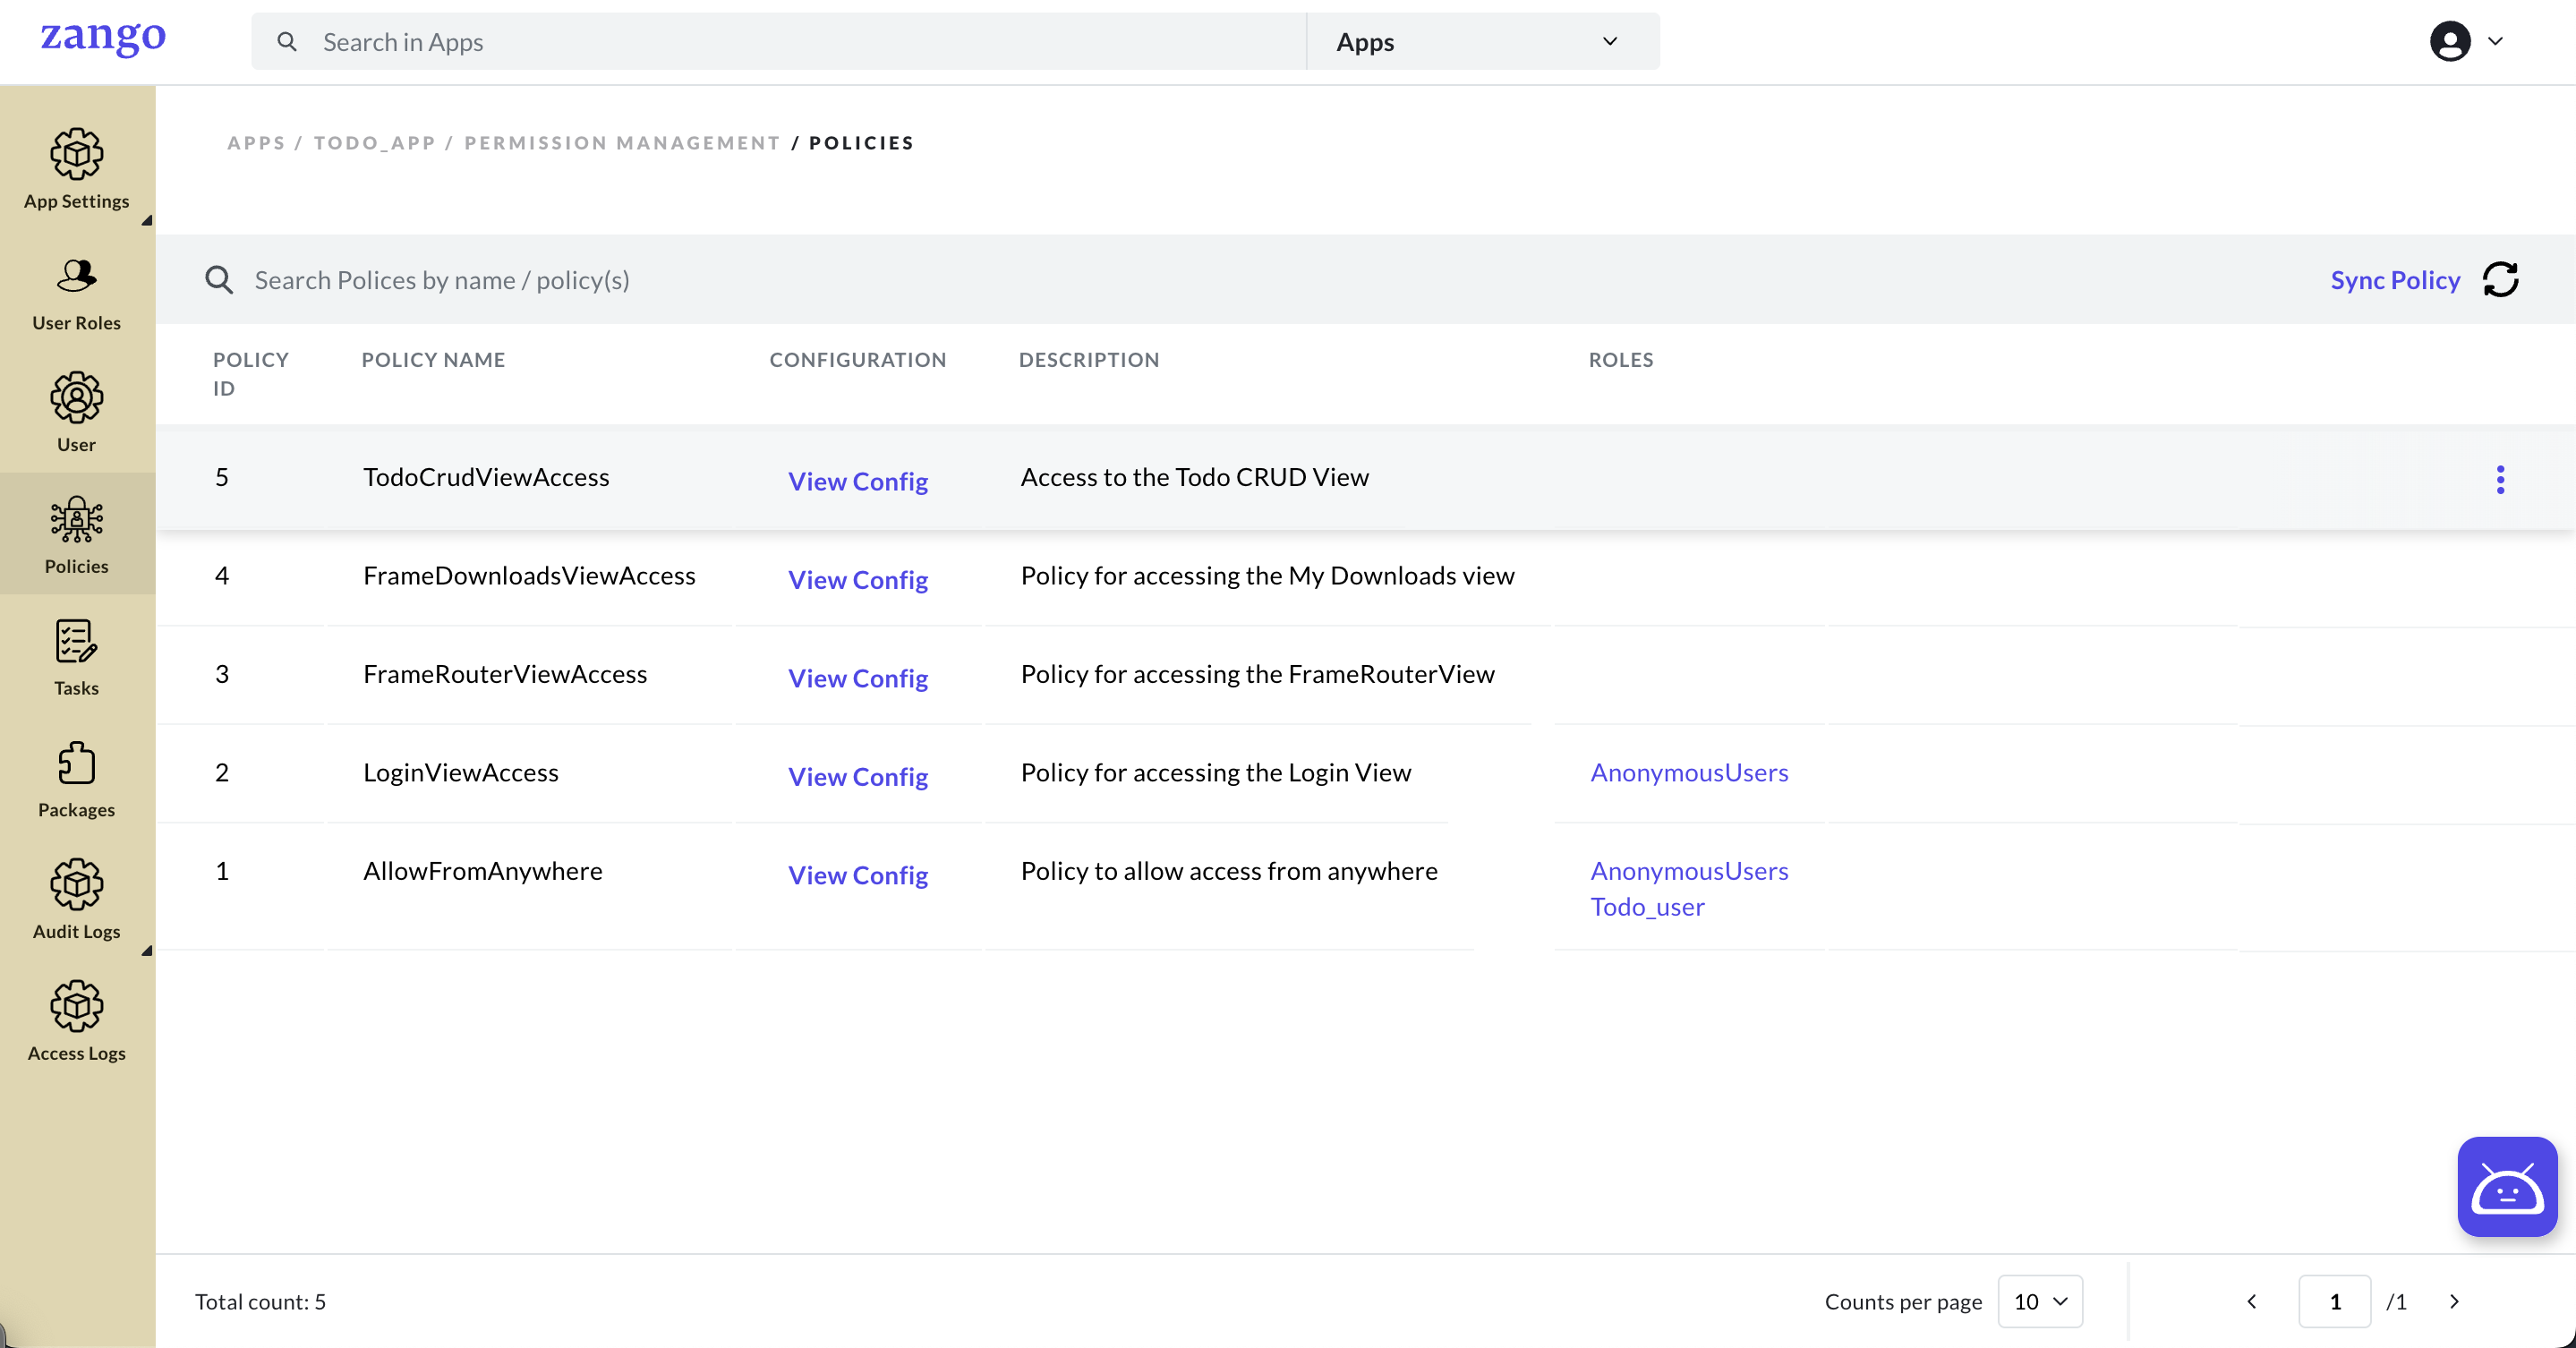 zango
Search in Apps
Apps
APPS / TODO_APP / PERMISSION MANAGEMENT / POLICIES
App Settings
User Roles
User
Policies
Tasks
Packages
Audit Logs
Access Logs
Search Polices by name / policy(s)
Sync Policy
POLICY ID POLICY NAME CONFIGURATION DESCRIPTION ROLES
5 TodoCrudViewAccess View Config Access to the Todo CRUD View
4 FrameDownloadsViewAccess View Config Policy for accessing the My Downloads view
3 FrameRouterViewAccess View Config Policy for accessing the FrameRouterView
2 LoginViewAccess View Config Policy for accessing the Login View AnonymousUsers
1 AllowFromAnywhere View Config Policy to allow access from anywhere AnonymousUsers
Todo_user
Total count: 5
Counts per page 10
1 /1